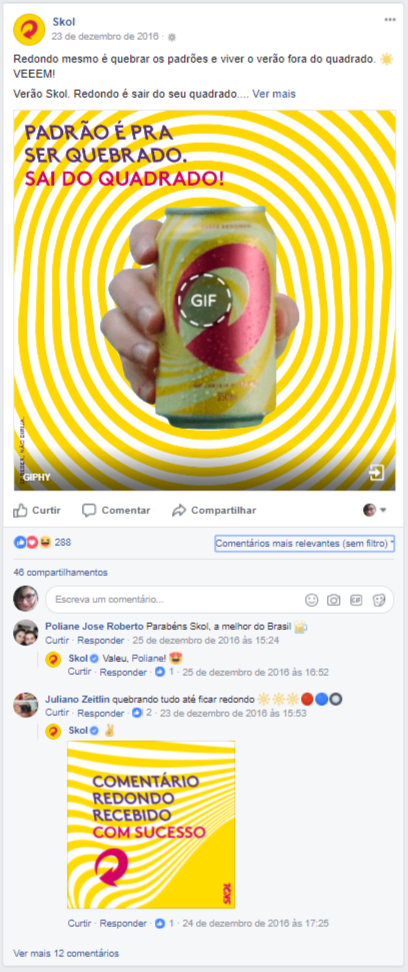 Skol
23 de dezembro de 2016 ·
Redondo mesmo é quebrar os padrões e viver o verão fora do quadrado. ☀
VEEEM!
Verão Skol. Redondo é sair do seu quadrado.... Ver mais
PADRÃO É PRA
SER QUEBRADO.
SAI DO QUADRADO!
GIF
GIPHY
Curtir Comentar Compartilhar
288 Comentários mais relevantes (sem filtro)
46 compartilhamentos
Escreva um comentário... GIF
Poliane Jose Roberto Parabéns Skol, a melhor do Brasil 🍻
Curtir · Responder · 25 de dezembro de 2016 às 15:24
Skol Valeu, Poliane! 😍
Curtir · Responder · 1 · 25 de dezembro de 2016 às 16:52
Juliano Zeitlin quebrando tudo até ficar redondo ☀☀☀🔴🔵🔘
Curtir · Responder · 2 · 23 de dezembro de 2016 às 15:53
Skol ✌
COMENTÁRIO
REDONDO
RECEBIDO
COM SUCESSO
SKOL
Curtir · Responder · 1 · 24 de dezembro de 2016 às 17:25
Ver mais 12 comentários